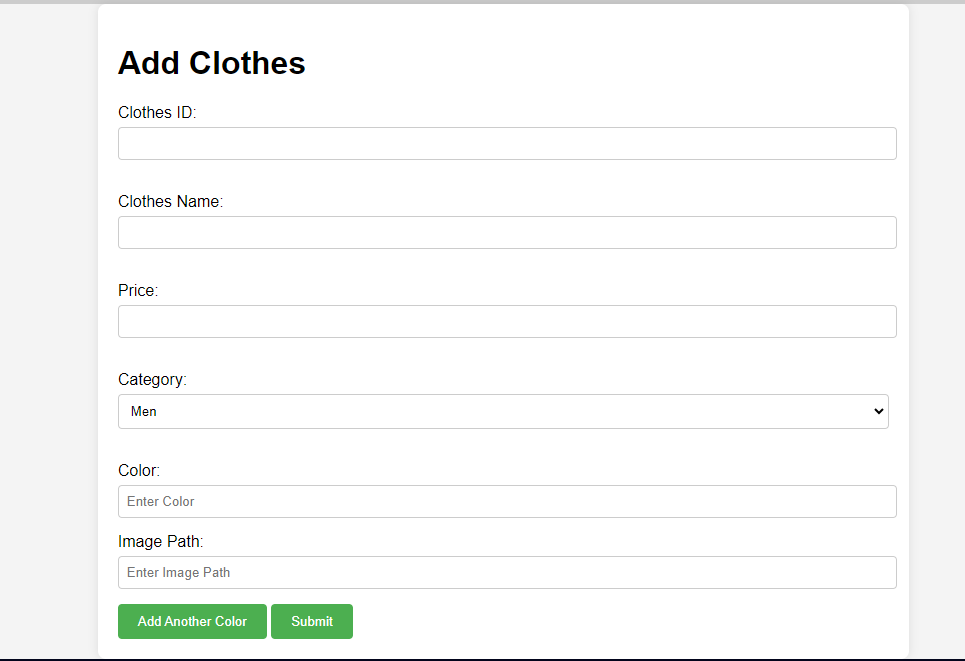 Add Clothes
Clothes ID:
Clothes Name:
Price:
Category:
Men
Color:
Enter Color
Image Path:
Enter Image Path
Add Another Color Submit